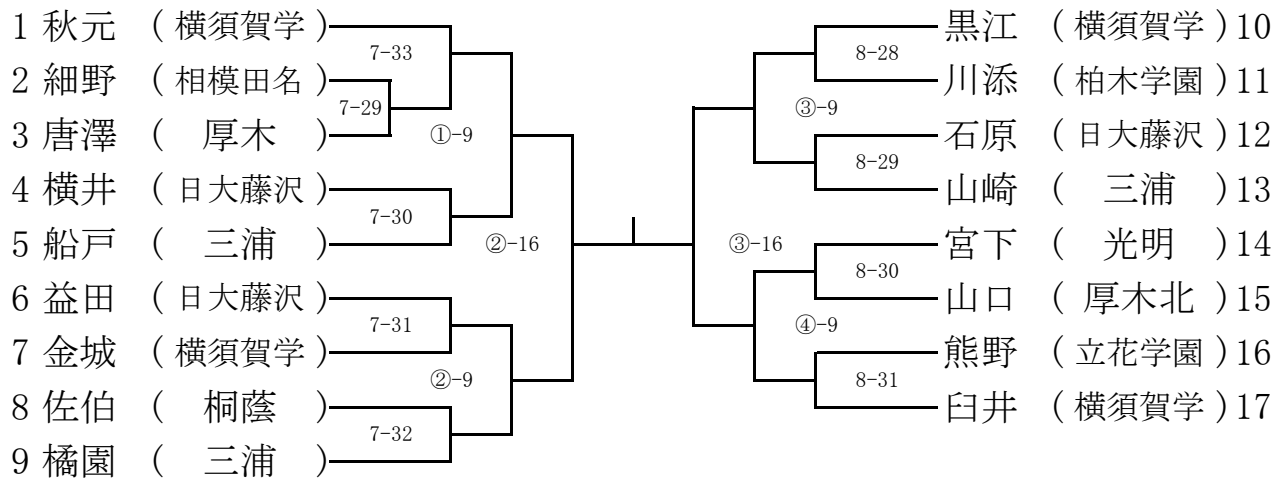 1 秋元 ( 横須賀学 )
7-33
2 細野 ( 相模田名 )
7-29
3 唐澤 ( 厚木 )
①-9
4 横井 ( 日大藤沢 )
7-30
5 船戸 ( 三浦 )
②-16
6 益田 ( 日大藤沢 )
7-31
7 金城 ( 横須賀学 )
②-9
8 佐伯 ( 桐蔭 )
7-32
9 橘園 ( 三浦 )
黒江 ( 横須賀学 ) 10
8-28
川添 ( 柏木学園 ) 11
③-9
石原 ( 日大藤沢 ) 12
8-29
山崎 ( 三浦 ) 13
③-16
宮下 ( 光明 ) 14
8-30
山口 ( 厚木北 ) 15
④-9
熊野 ( 立花学園 ) 16
8-31
臼井 ( 横須賀学 ) 17